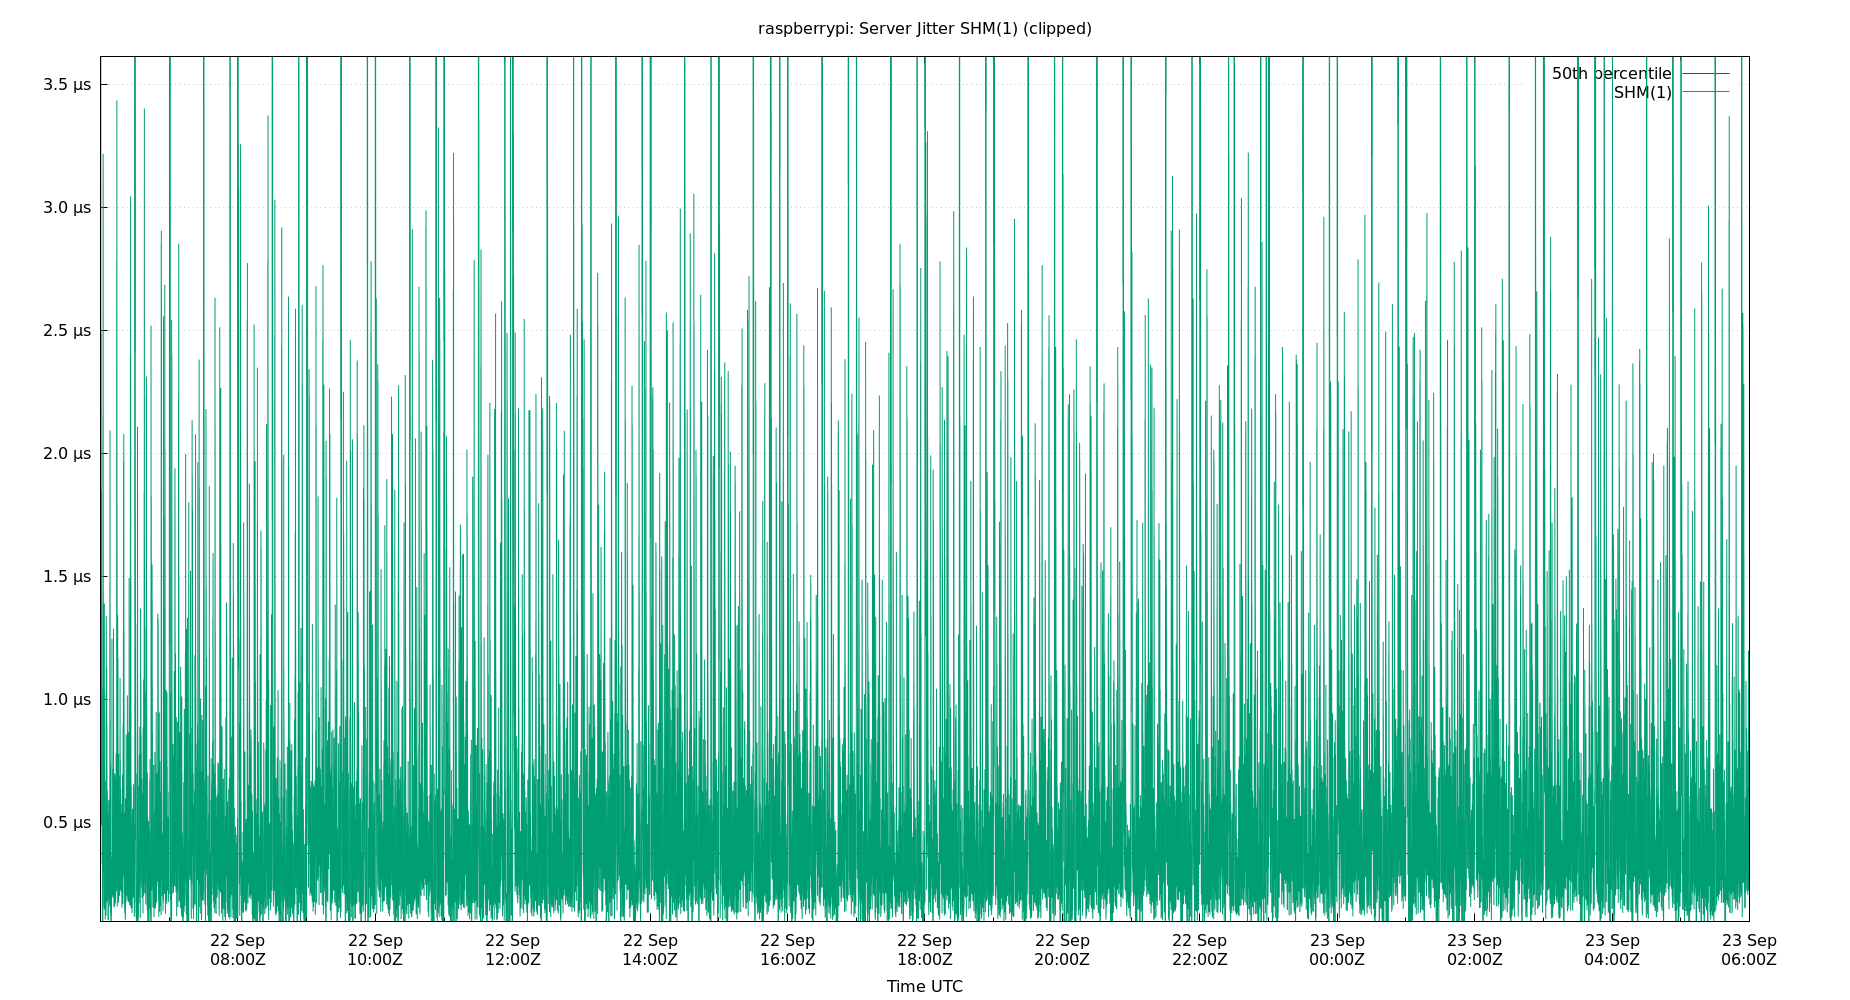 raspberrypi: Server Jitter SHM(1) (clipped)
50th percentile
SHM(1)
3.5 µs
3.0 µs
2.5 µs
2.0 µs
1.5 µs
1.0 µs
0.5 µs
22 Sep 22 Sep 22 Sep 22 Sep 22 Sep 22 Sep 22 Sep 22 Sep 23 Sep 23 Sep 23 Sep 23 Sep
08:00Z 10:00Z 12:00Z 14:00Z 16:00Z 18:00Z 20:00Z 22:00Z 00:00Z 02:00Z 04:00Z 06:00Z
Time UTC